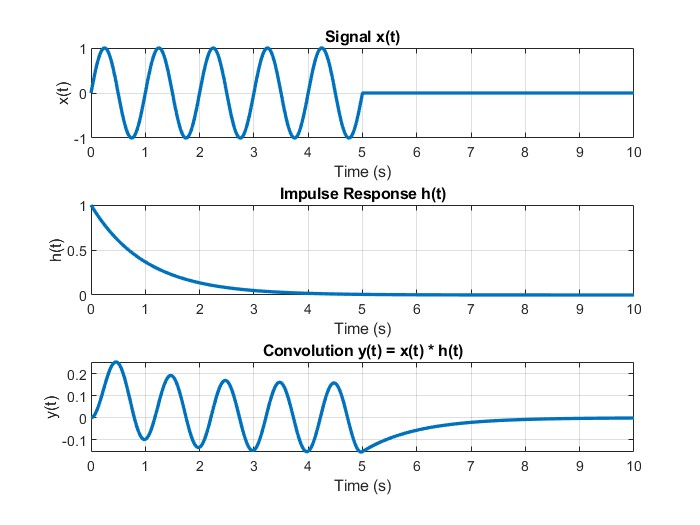 Signal x(t)
1
0
-1
x(t)
0 1 2 3 4 5 6 7 8 9 10
Time (s)
Impulse Response h(t)
1
0.5
0
h(t)
0 1 2 3 4 5 6 7 8 9 10
Time (s)
Convolution y(t) = x(t) * h(t)
0.2
0.1
0
-0.1
y(t)
0 1 2 3 4 5 6 7 8 9 10
Time (s)